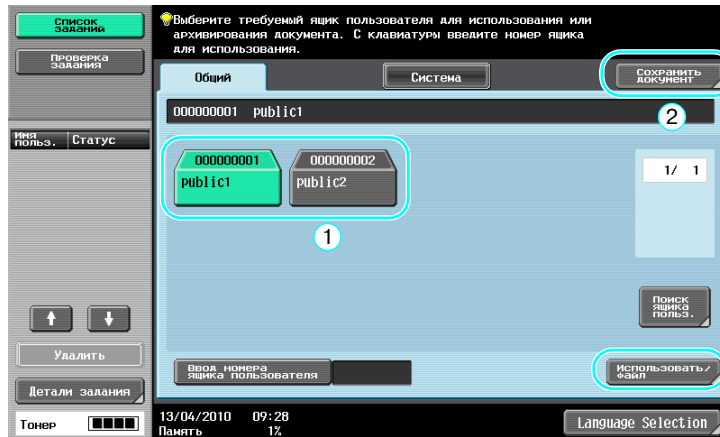 Список
заданий
Проверка
задания
Имя
польз.
Статус
Удалить
Детали задания
Тонер
Выберите требуемый ящик пользователя для использования или
архивирования документа. С клавиатуры введите номер ящика
для использования.
Общий
Система
Сохранить
документ
2
000000001 public1
000000001
public1
000000002
public2
1
1/ 1
Поиск
ящика
польз.
Ввод номера
ящика пользователя
Использовать/
файл
13/04/2010 09:28
Память 1%
Language Selection